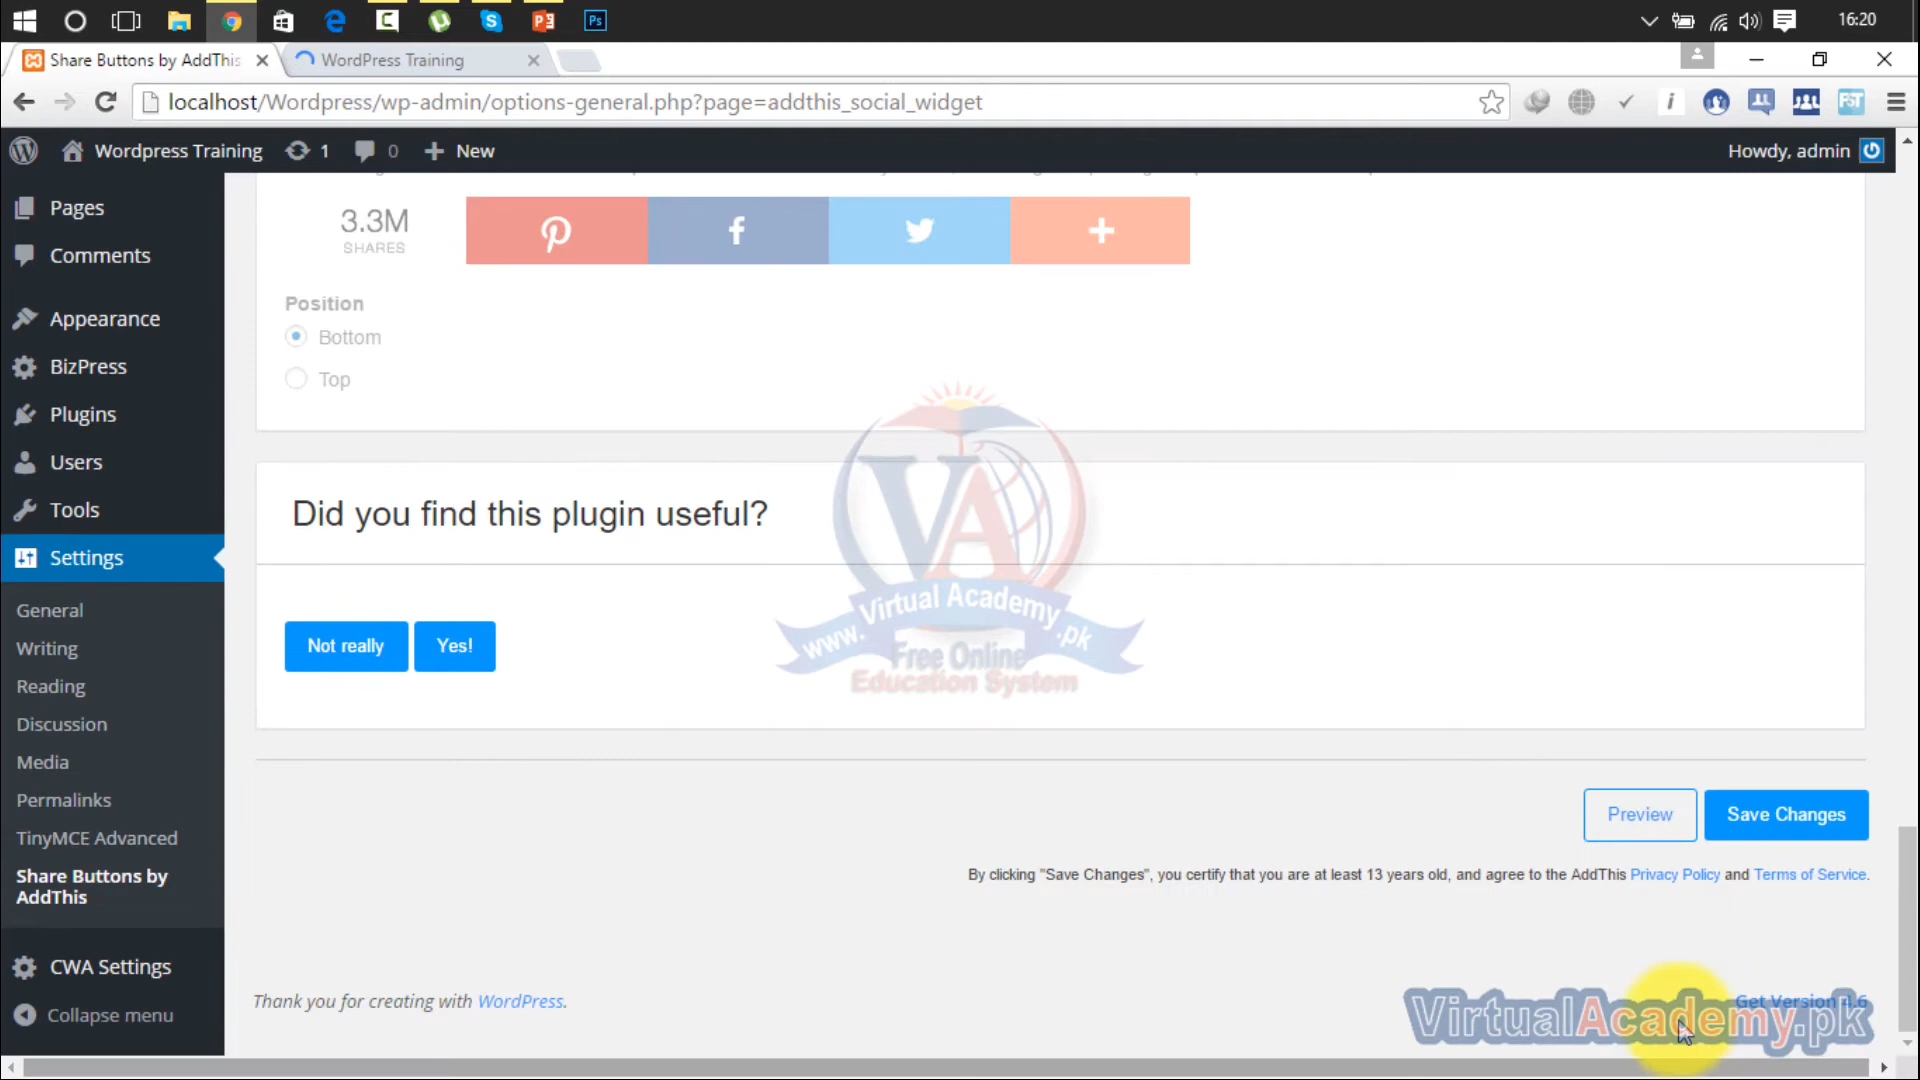 16:20
Share Buttons by AddThis
WordPress Training
localhost/Wordpress/wp-admin/options-general.php?page=addthis_social_widget
Wordpress Training 1 0 New
Howdy, admin
Pages
Comments
Appearance
BizPress
Plugins
Users
Tools
Settings
General
Writing
Reading
Discussion
Media
Permalinks
TinyMCE Advanced
Share Buttons by
AddThis
CWA Settings
Collapse menu
3.3M
SHARES
Position
Bottom
Top
Did you find this plugin useful?
Not really Yes!
VA
www.Virtual Academy.pk
Free Online
Education System
Preview Save Changes
By clicking "Save Changes", you certify that you are at least 13 years old, and agree to the AddThis Privacy Policy and Terms of Service.
Thank you for creating with WordPress.
Get Version 4.6
VirtualAcademy.pk